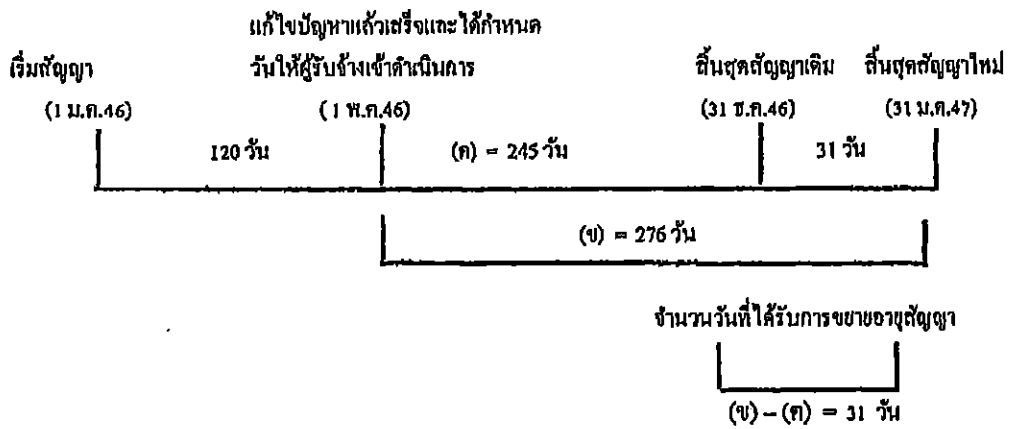 แก้ไขปัญหาแล้วเสร็จและได้กำหนด
เริ่มสัญญา วันให้ผู้รับจ้างเข้าดำเนินการ สิ้นสุดสัญญาเดิม สิ้นสุดสัญญาใหม่
(1 ม.ค.46) (1 พ.ค.46) (31 ธ.ค.46) (31 ม.ค.47)
120 วัน (ค) = 245 วัน 31 วัน
(ข) = 276 วัน
จำนวนวันที่ได้รับการขยายอายุสัญญา
(ข) – (ค) = 31 วัน